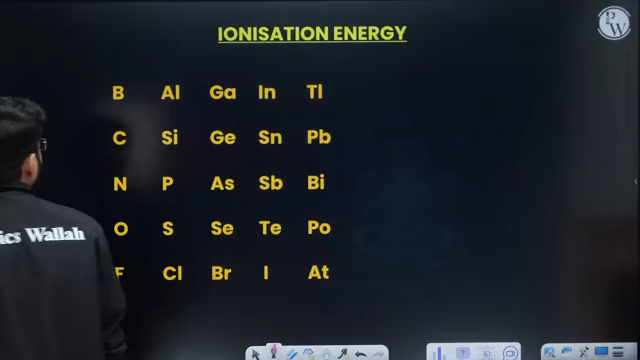 IONISATION ENERGY
PW
B Al Ga In Tl
C Si Ge Sn Pb
N P As Sb Bi
O S Se Te Po
F Cl Br I At
ics Wallah